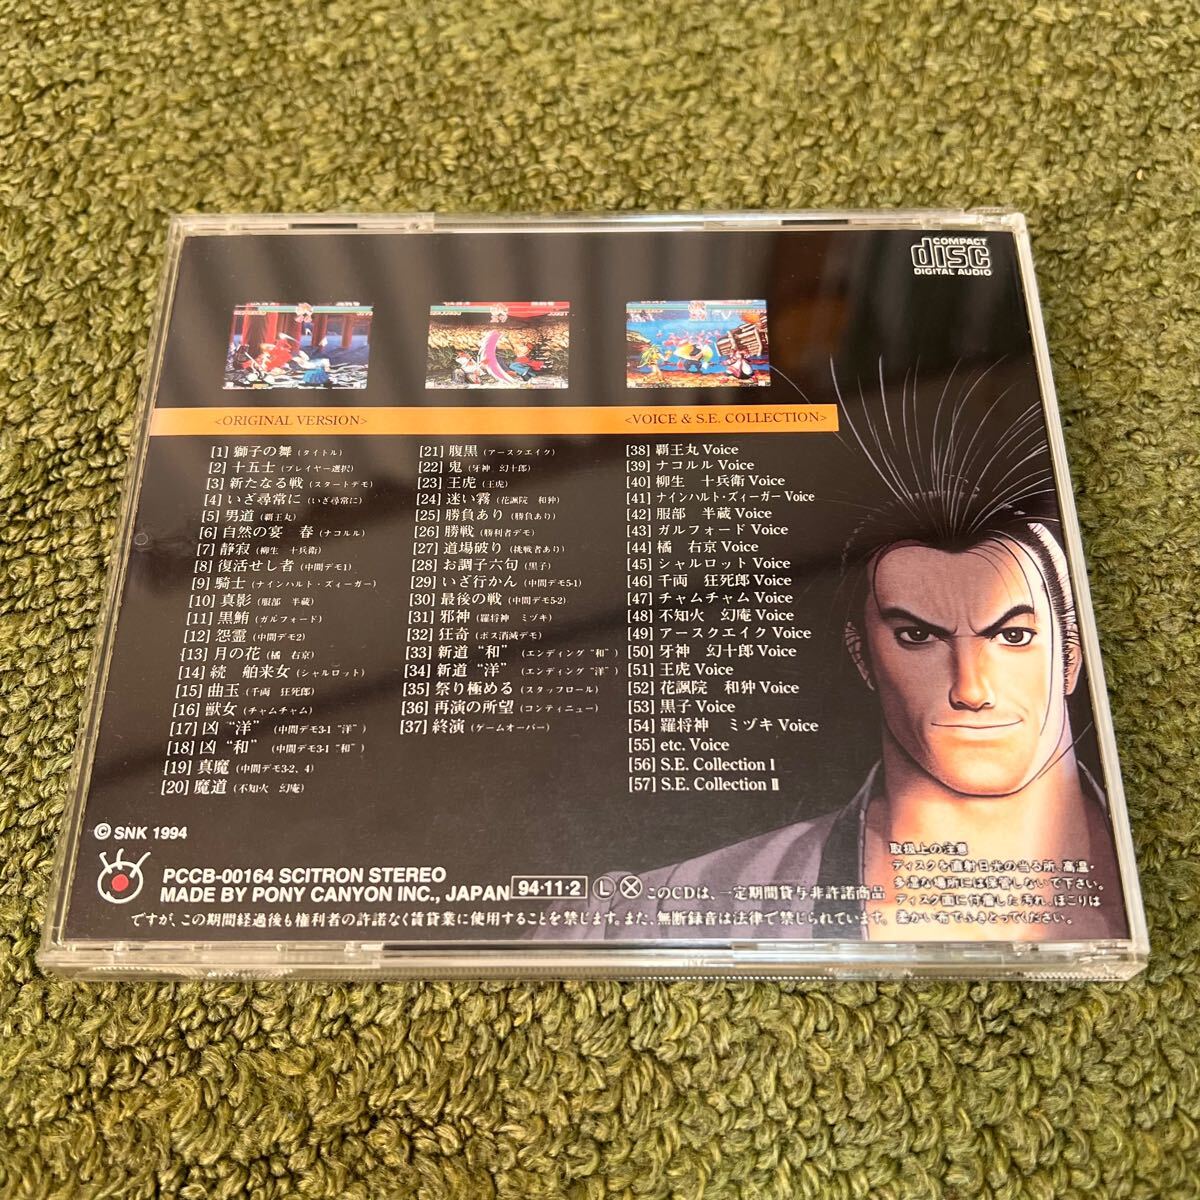 COMPACT
disc
DIGITAL AUDIO
<ORIGINAL VERSION>
[1] 獅子の舞（タイトル）
[2] 十五士（プレイヤー選択）
[3] 新たなる戦（スタートデモ）
[4] いざ尋常に（いざ尋常に）
[5] 男道（覇王丸）
[6] 自然の宴　春（ナコルル）
[7] 静寂（柳生　十兵衛）
[8] 復活せし者（中間デモ1）
[9] 騎士（ナインハルト・ズィーガー）
[10] 真影（服部　半蔵）
[11] 黒鮪（ガルフォード）
[12] 怨霊（中間デモ2）
[13] 月の花（橘　右京）
[14] 続　舶来女（シャルロット）
[15] 曲玉（千両　狂死郎）
[16] 獣女（チャムチャム）
[17] 凶“洋”（中間デモ3-1“洋”）
[18] 凶“和”（中間デモ3-1“和”）
[19] 真魔（中間デモ3-2、4）
[20] 魔道（不知火　幻庵）
[21] 腹黒（アースクエイク）
[22] 鬼（牙神　幻十郎）
[23] 王虎（王虎）
[24] 迷い霧（花諷院　和狆）
[25] 勝負あり（勝負あり）
[26] 勝戦（勝利者デモ）
[27] 道場破り（挑戦者あり）
[28] お調子六句（黒子）
[29] いざ行かん（中間デモ5-1）
[30] 最後の戦（中間デモ5-2）
[31] 邪神（羅将神　ミヅキ）
[32] 狂奇（ボス消滅デモ）
[33] 新道“和”（エンディング“和”）
[34] 新道“洋”（エンディング“洋”）
[35] 祭り極める（スタッフロール）
[36] 再演の所望（コンティニュー）
[37] 終演（ゲームオーバー）
<VOICE & S.E. COLLECTION>
[38] 覇王丸 Voice
[39] ナコルル Voice
[40] 柳生　十兵衛 Voice
[41] ナインハルト・ズィーガー Voice
[42] 服部　半蔵 Voice
[43] ガルフォード Voice
[44] 橘　右京 Voice
[45] シャルロット Voice
[46] 千両　狂死郎 Voice
[47] チャムチャム Voice
[48] 不知火　幻庵 Voice
[49] アースクエイク Voice
[50] 牙神　幻十郎 Voice
[51] 王虎 Voice
[52] 花諷院　和狆 Voice
[53] 黒子 Voice
[54] 羅将神　ミヅキ Voice
[55] etc. Voice
[56] S.E. Collection I
[57] S.E. Collection II
© SNK 1994
PCCB-00164 SCITRON STEREO
MADE BY PONY CANYON INC., JAPAN 94・11・2 Ⓛ Ⓧ このCDは、一定期間貸与非許諾商品
ですが、この期間経過後も権利者の許諾なく賃貸業に使用することを禁じます。また、無断録音は法律で禁じられています。
取扱上の注意
ディスクを直射日光の当る所、高温・
多湿な場所には保管しないで下さい。
ディスク面に付着した汚れ、ほこりは
柔かい布でふきとってください。